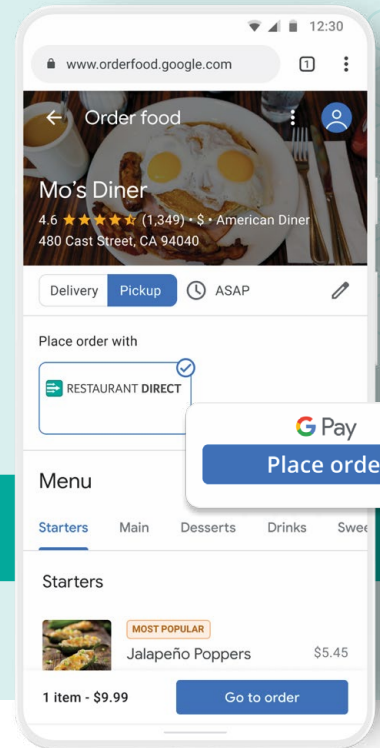 12:30
www.orderfood.google.com
1
Order food
Mo's Diner
4.6 ★★★★★ (1,349) • $ • American Diner
480 Cast Street, CA 94040
Delivery Pickup ASAP
Place order with
RESTAURANT DIRECT
G Pay
Place orde
Menu
Starters Main Desserts Drinks Swee
Starters
MOST POPULAR
Jalapeño Poppers $5.45
1 item - $9.99 Go to order